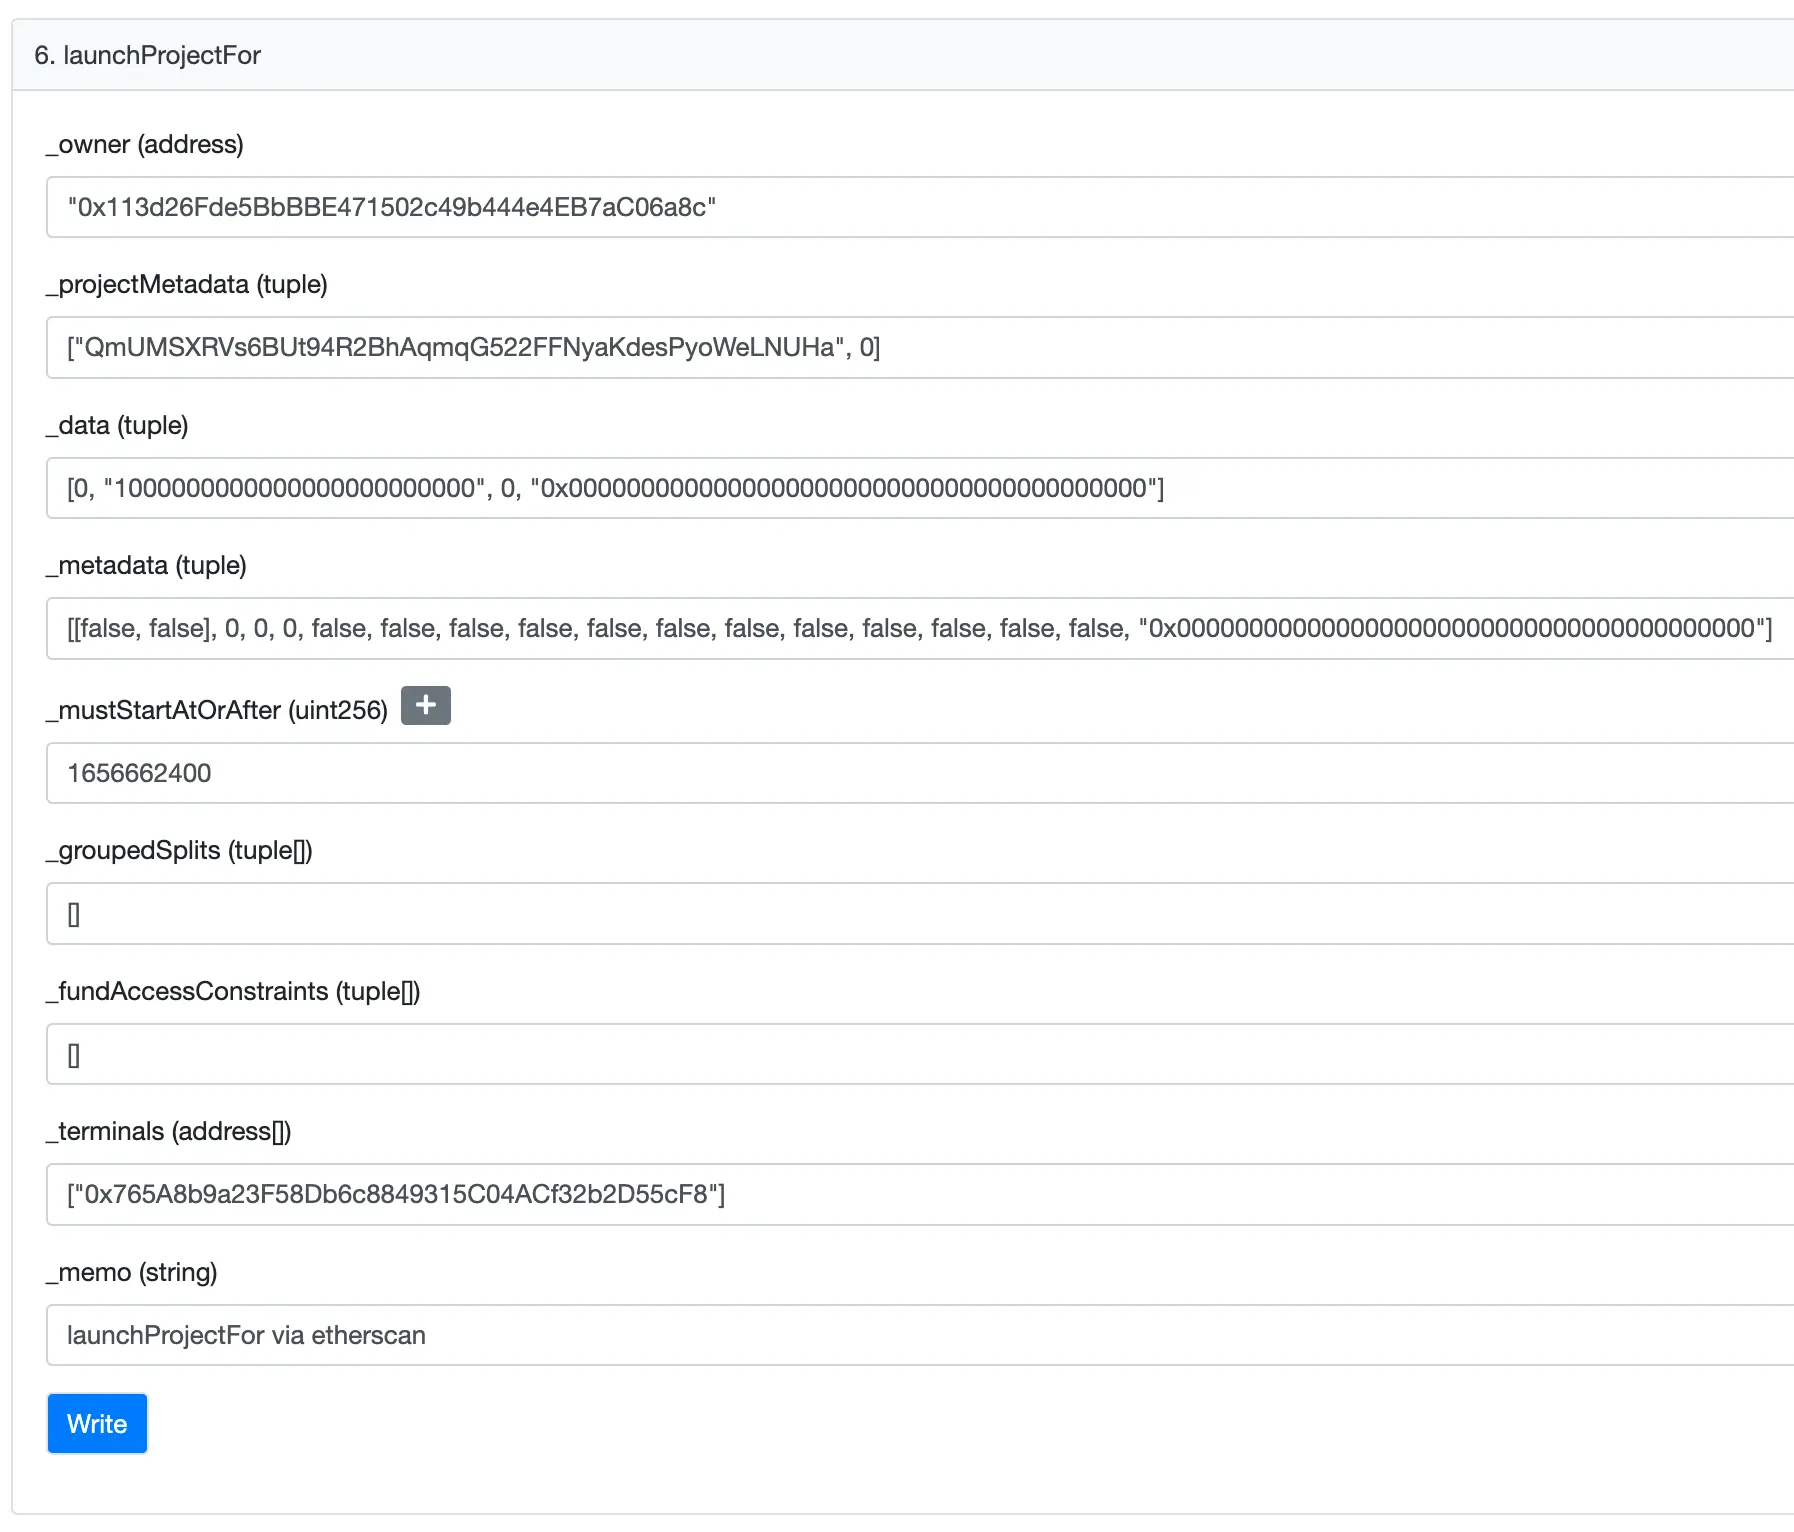 6. launchProjectFor
_owner (address)
"0x113d26Fde5BbBBE471502c49b444e4EB7aC06a8c"
_projectMetadata (tuple)
["QmUMSXRVs6BUt94R2BhAqmqG522FFNyaKdesPyoWeLNUHa", 0]
_data (tuple)
[0, "1000000000000000000000000", 0, "0x0000000000000000000000000000000000000000"]
_metadata (tuple)
[[false, false], 0, 0, 0, false, false, false, false, false, false, false, false, false, false, false, false, "0x0000000000000000000000000000000000000000"]
_mustStartAtOrAfter (uint256) +
1656662400
_groupedSplits (tuple[])
[]
_fundAccessConstraints (tuple[])
[]
_terminals (address[])
["0x765A8b9a23F58Db6c8849315C04ACf32b2D55cF8"]
_memo (string)
launchProjectFor via etherscan
Write